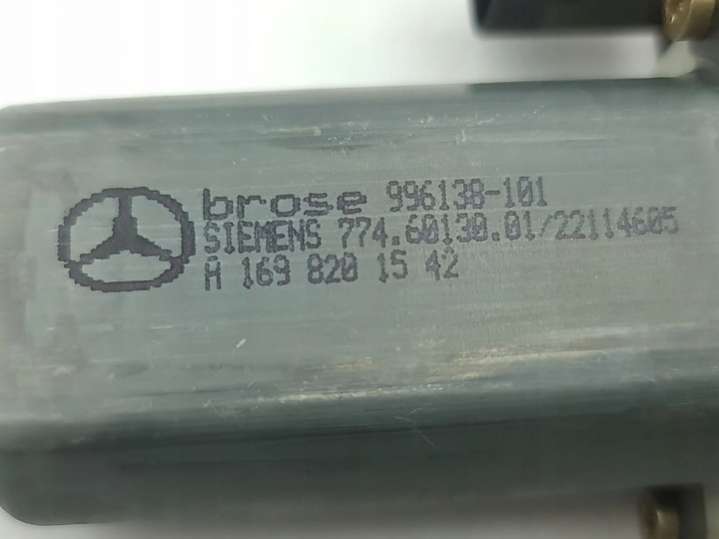 brose 996138-101
SIEMENS 774.60130.01/22114605
A 169 820 15 42